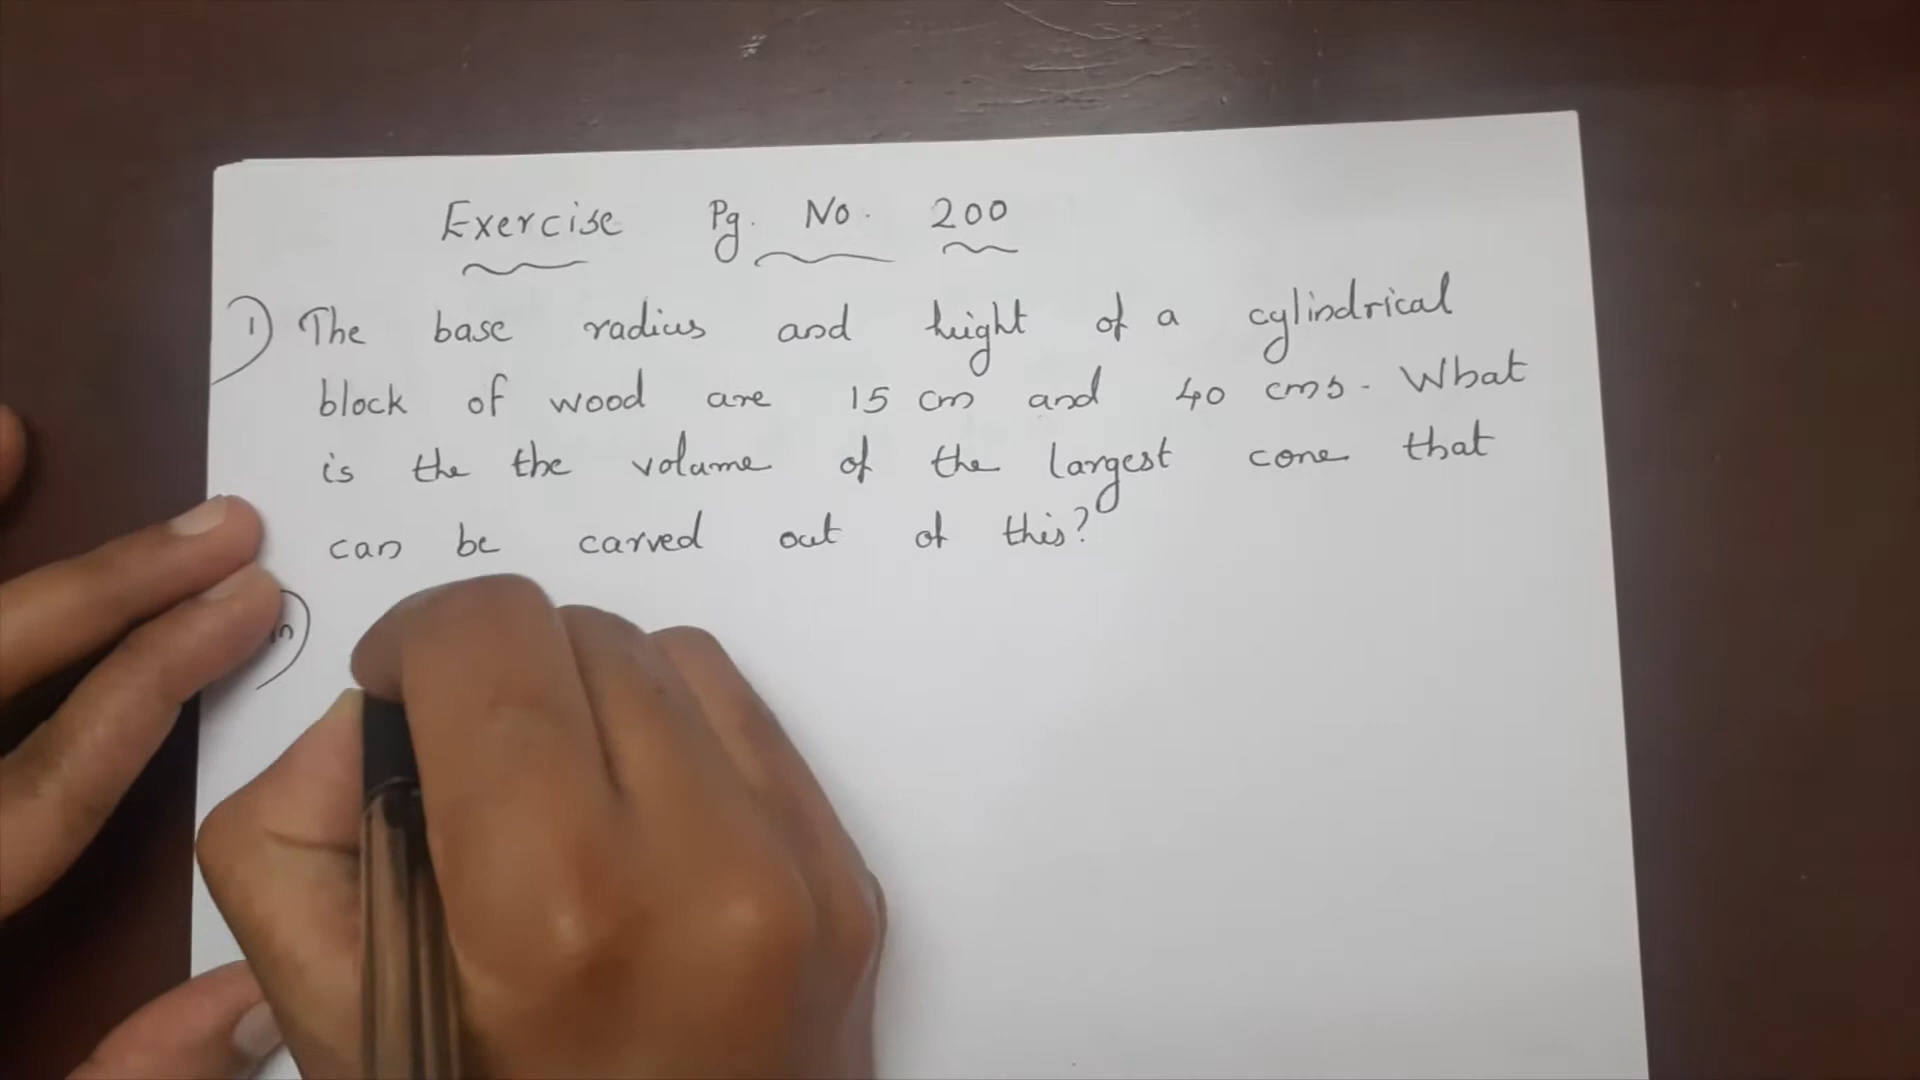 Exercise Pg. No. 200
1) The base radius and height of a cylindrical
block of wood are 15 cm and 40 cms. What
is the the volume of the largest cone that
can be carved out of this?